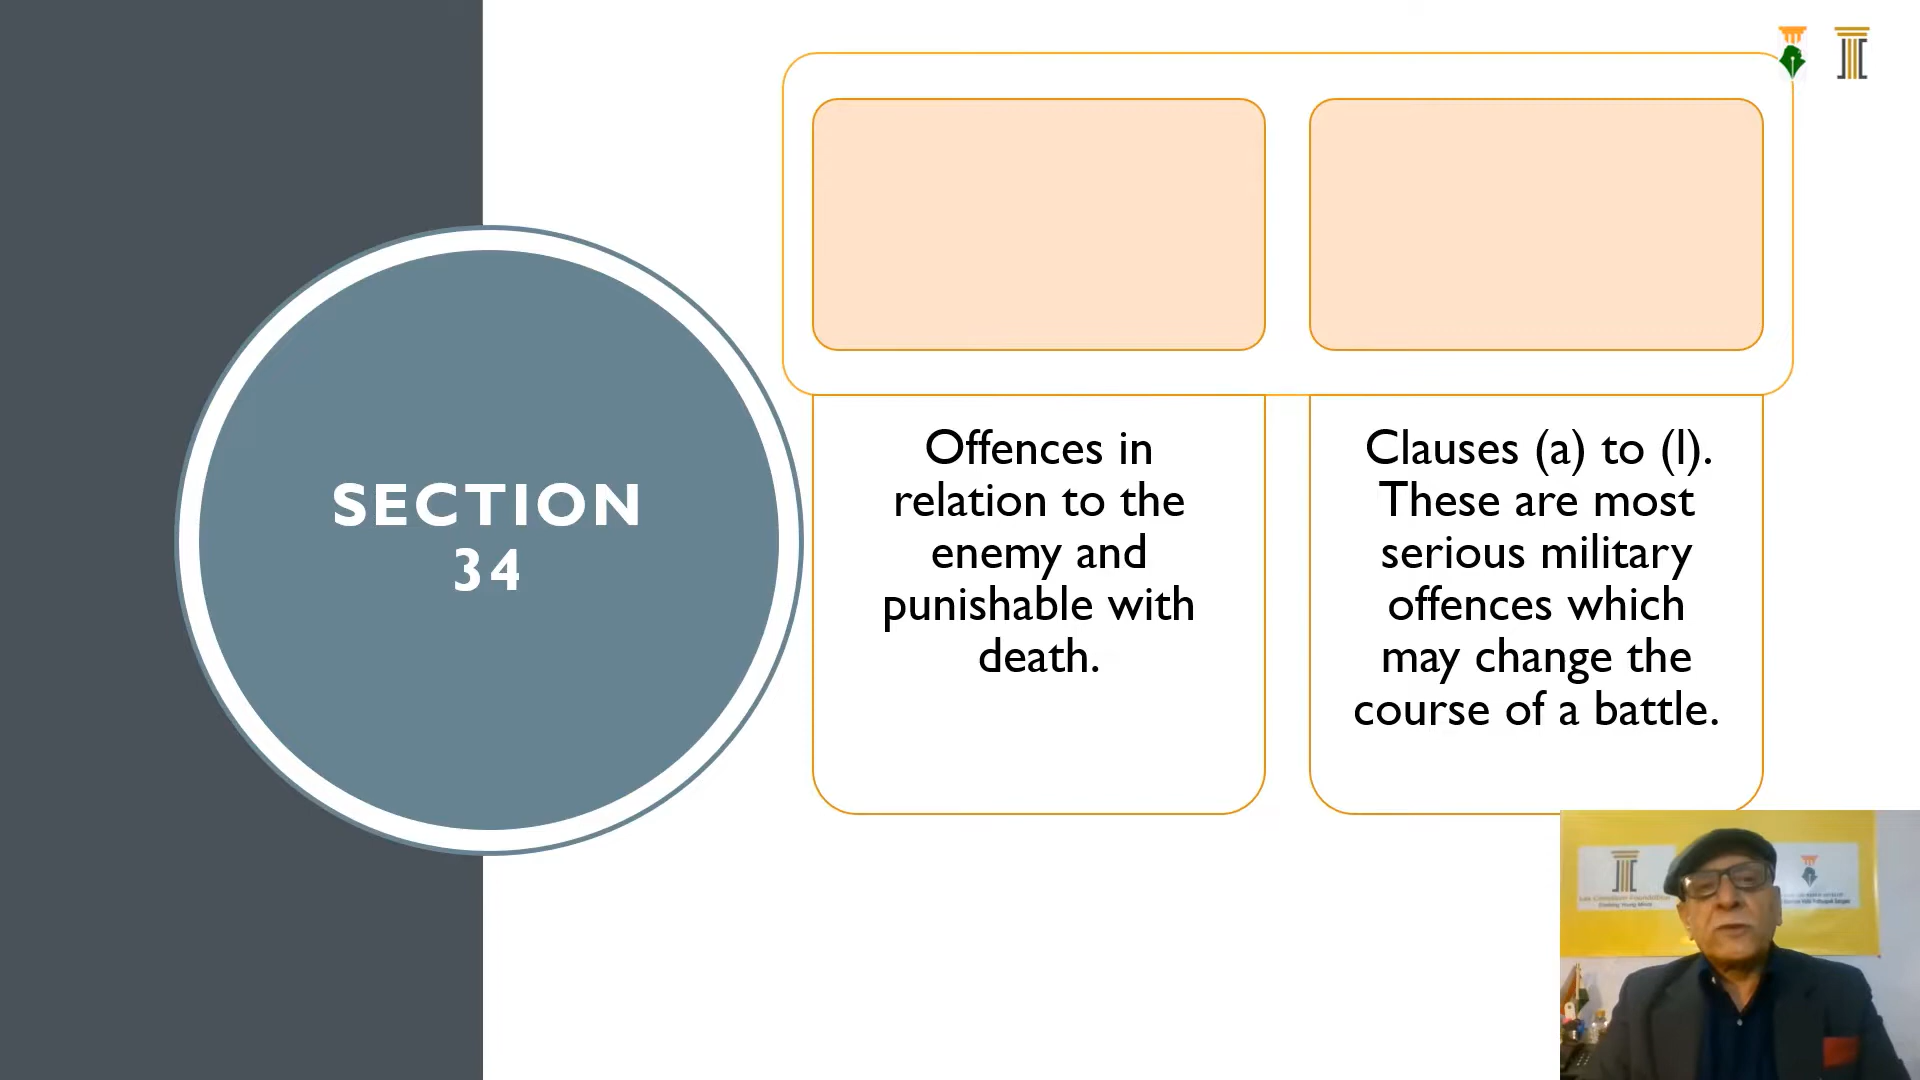 SECTION
34
Offences in
relation to the
enemy and
punishable with
death.
Clauses (a) to (l).
These are most
serious military
offences which
may change the
course of a battle.